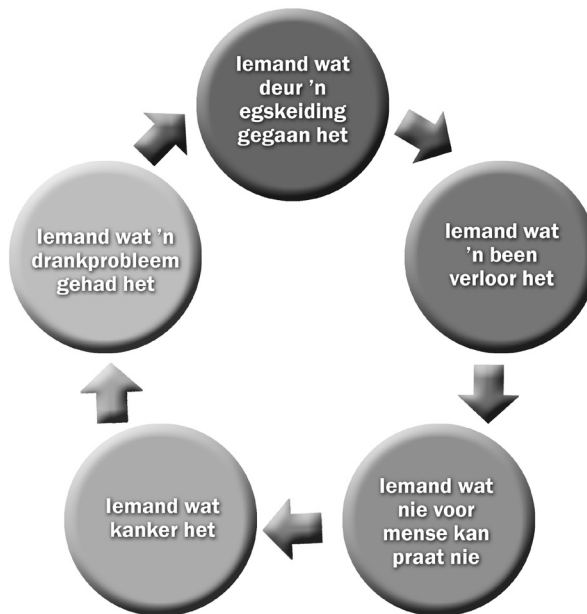 Iemand wat
deur 'n
egskeiding
gegaan het
Iemand wat
'n been
verloor het
Iemand wat
nie voor
mense kan
praat nie
Iemand wat
kanker het
Iemand wat 'n
drankprobleem
gehad het